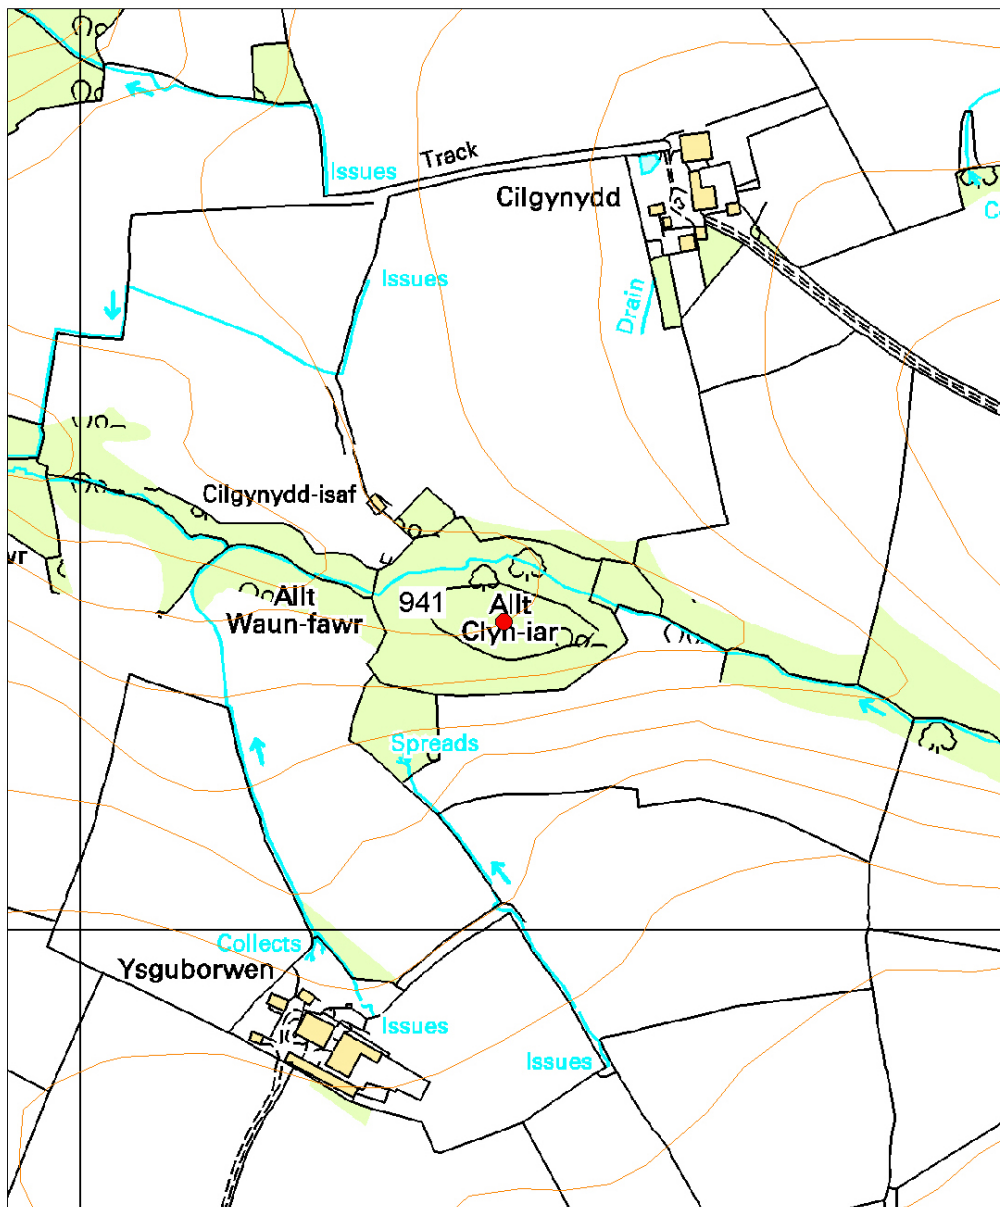 Issues
Track
Cilgynydd
Issues
Drain
Cilgynydd-isaf
wr
Allt
Waun-fawr
941
Allt
Clyn-iar
Spreads
Collects
Ysguborwen
Issues
Issues